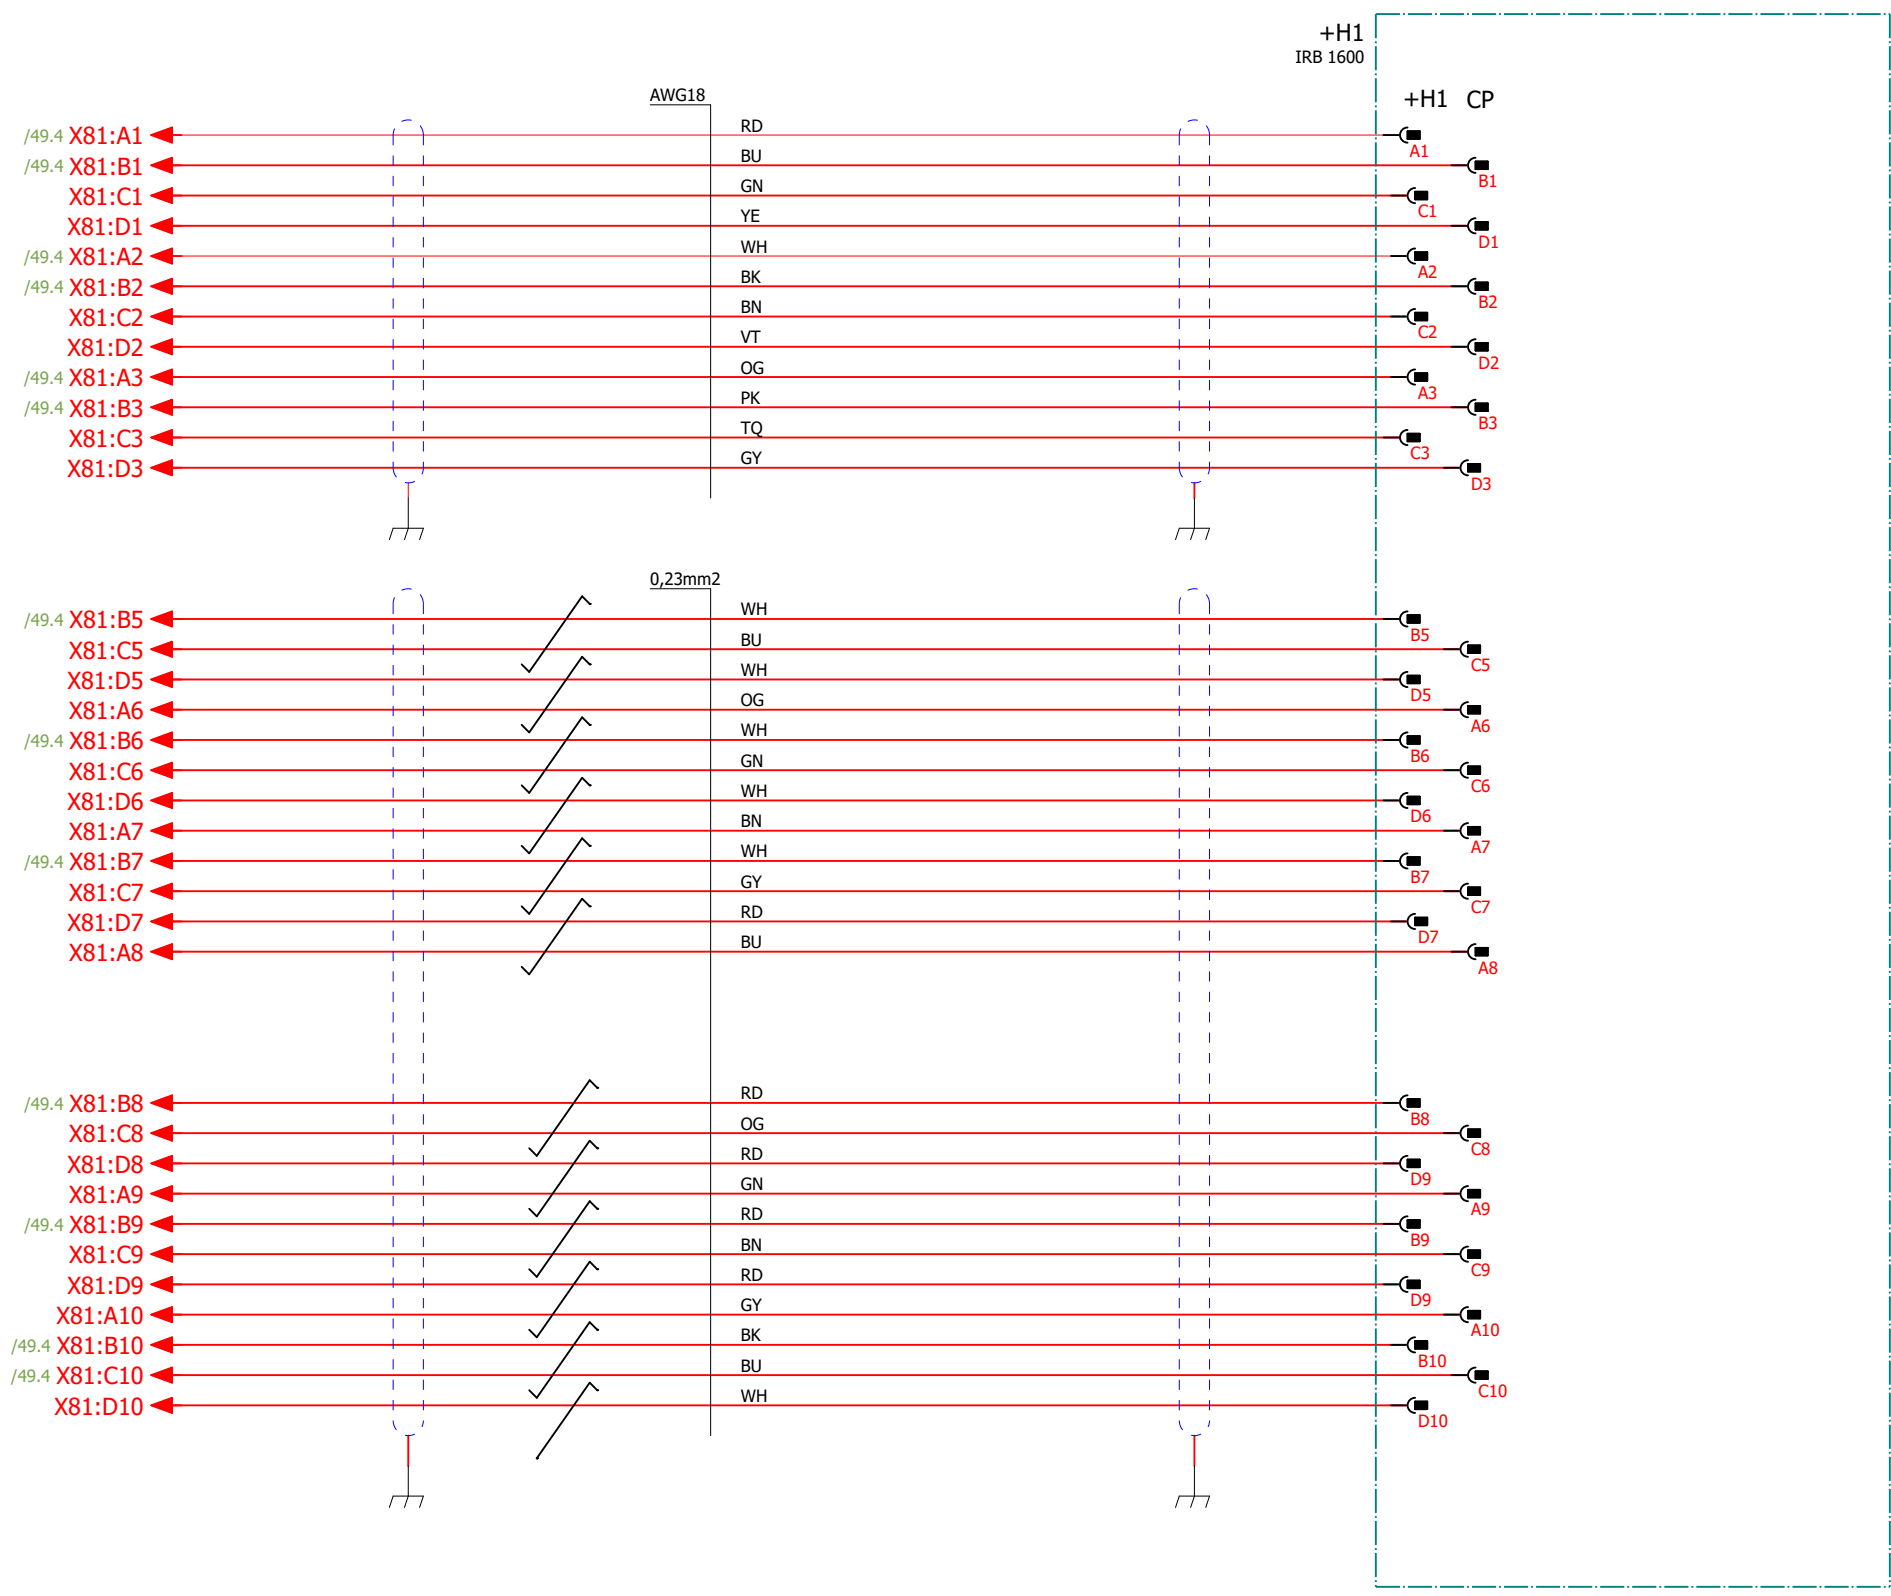 +H1
IRB 1600
+H1 CP
AWG18
/49.4 X81:A1 RD A1
/49.4 X81:B1 BU B1
X81:C1 GN C1
X81:D1 YE D1
/49.4 X81:A2 WH A2
/49.4 X81:B2 BK B2
X81:C2 BN C2
X81:D2 VT D2
/49.4 X81:A3 OG A3
/49.4 X81:B3 PK B3
X81:C3 TQ C3
X81:D3 GY D3
0,23mm2
/49.4 X81:B5 WH B5
X81:C5 BU C5
X81:D5 WH D5
X81:A6 OG A6
/49.4 X81:B6 WH B6
X81:C6 GN C6
X81:D6 WH D6
X81:A7 BN A7
/49.4 X81:B7 WH B7
X81:C7 GY C7
X81:D7 RD D7
X81:A8 BU A8
/49.4 X81:B8 RD B8
X81:C8 OG C8
X81:D8 RD D9
X81:A9 GN A9
/49.4 X81:B9 RD B9
X81:C9 BN C9
X81:D9 RD D9
X81:A10 GY A10
/49.4 X81:B10 BK B10
/49.4 X81:C10 BU C10
X81:D10 WH D10